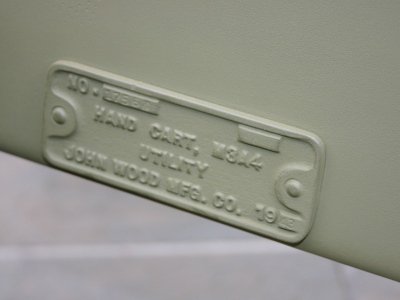 NO.
HAND CART, M3A4
UTILITY
JOHN WOOD MFG. CO. 19